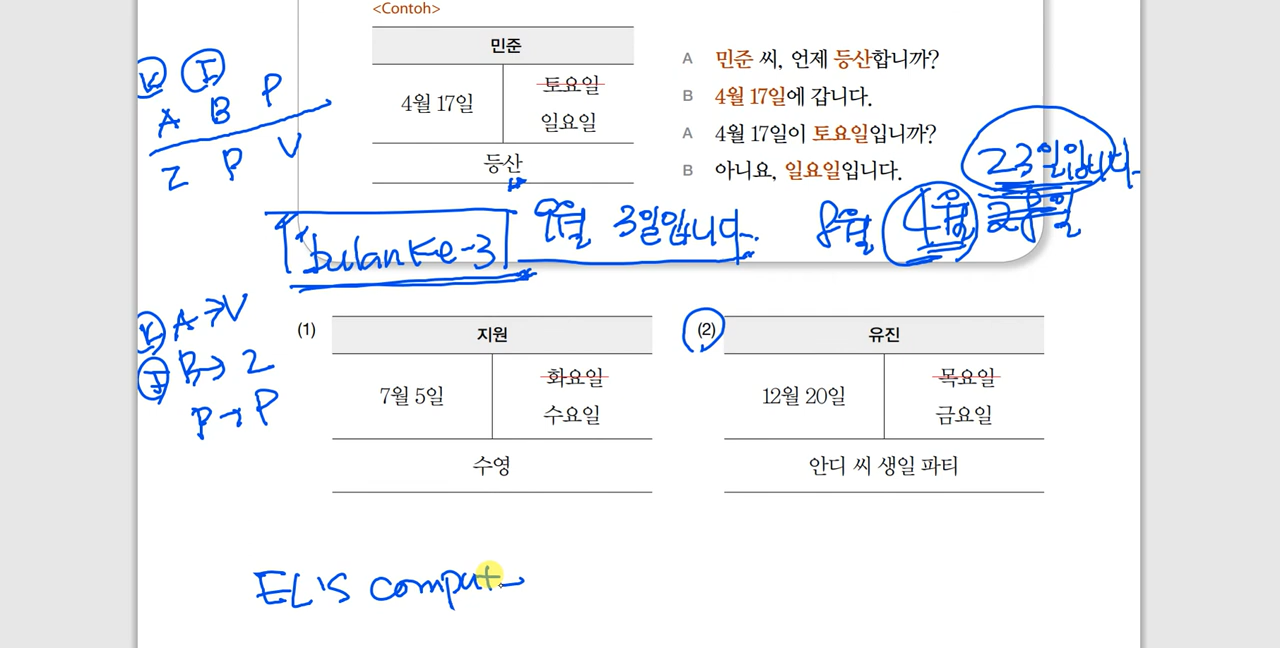 <Contoh>
민준
4월 17일
토요일
일요일
등산
A 민준 씨, 언제 등산합니까?
B 4월 17일에 갑니다.
A 4월 17일이 토요일입니까?
B 아니요, 일요일입니다.
K I
A B P
Z P V
23일입니다.
bulan Ke-3 9월 3일입니다. 8월 4월
K A → V
I B → Z
P → P
(1)
지원
7월 5일
화요일
수요일
수영
(2)
유진
12월 20일
목요일
금요일
안디 씨 생일 파티
EL'S comput